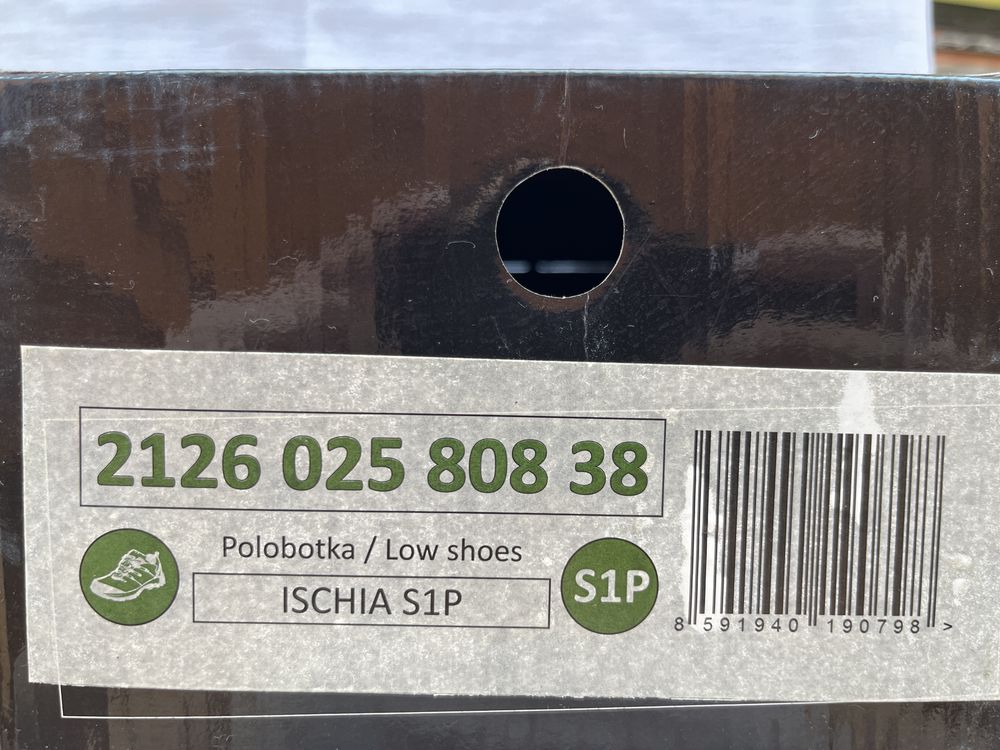 2126 025 808 38
Polobotka / Low shoes
ISCHIA S1P
S1P
8 591940 190798 >